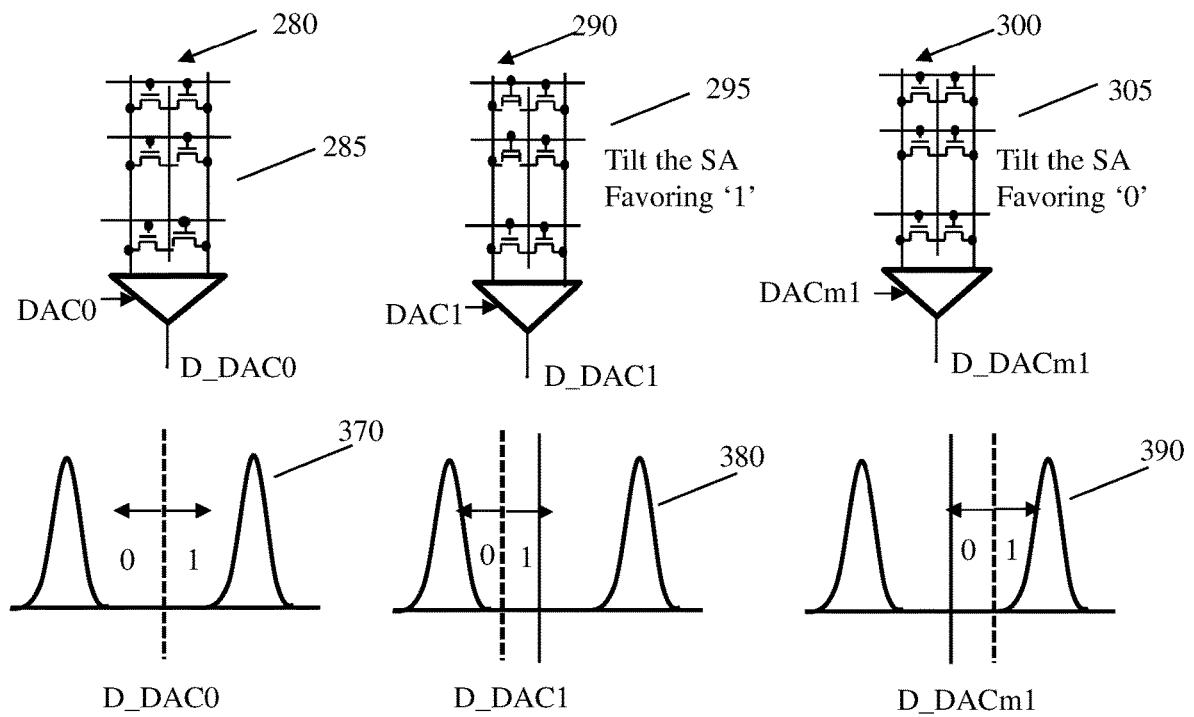 280
290
300
285
295
305
Tilt the SA
Favoring ‘1’
Tilt the SA
Favoring ‘0’
DAC0
DAC1
DACm1
D_DAC0
D_DAC1
D_DACm1
370
380
390
0 1
0 1
0 1
D_DAC0
D_DAC1
D_DACm1